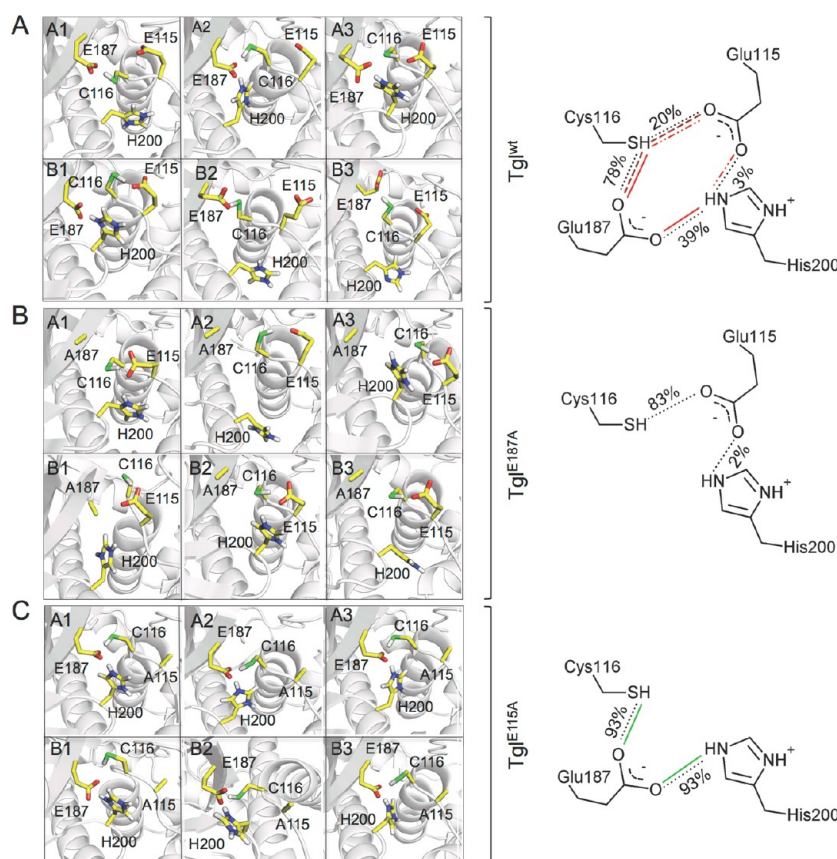 A
A1
E187
E115
C116
H200
A2
E115
E187
C116
H200
A3
C116
E115
E187
H200
B1
C116
E115
E187
H200
B2
E187
E115
C116
H200
B3
E187
E115
C116
H200
Tgl^wt
Glu115
Cys116
SH
20%
O
O
-
78%
3%
O
HN
NH
+
Glu187
-
O
39%
His200
B
A1
A187
C116
E115
H200
A2
A187
C116
E115
H200
A3
A187
C116
H200
E115
B1
C116
A187
E115
H200
B2
C116
A187
E115
H200
B3
C116
A187
E115
H200
Tgl^E187A
Glu115
Cys116
83%
O
SH
-
O
2%
HN
NH
+
His200
C
A1
C116
E187
A115
H200
A2
E187
C116
A115
H200
A3
C116
E187
A115
H200
B1
C116
E187
A115
H200
B2
E187
C116
A115
H200
B3
E187
C116
A115
H200
Tgl^E115A
Cys116
SH
93%
O
-
HN
NH
+
Glu187
O
93%
His200